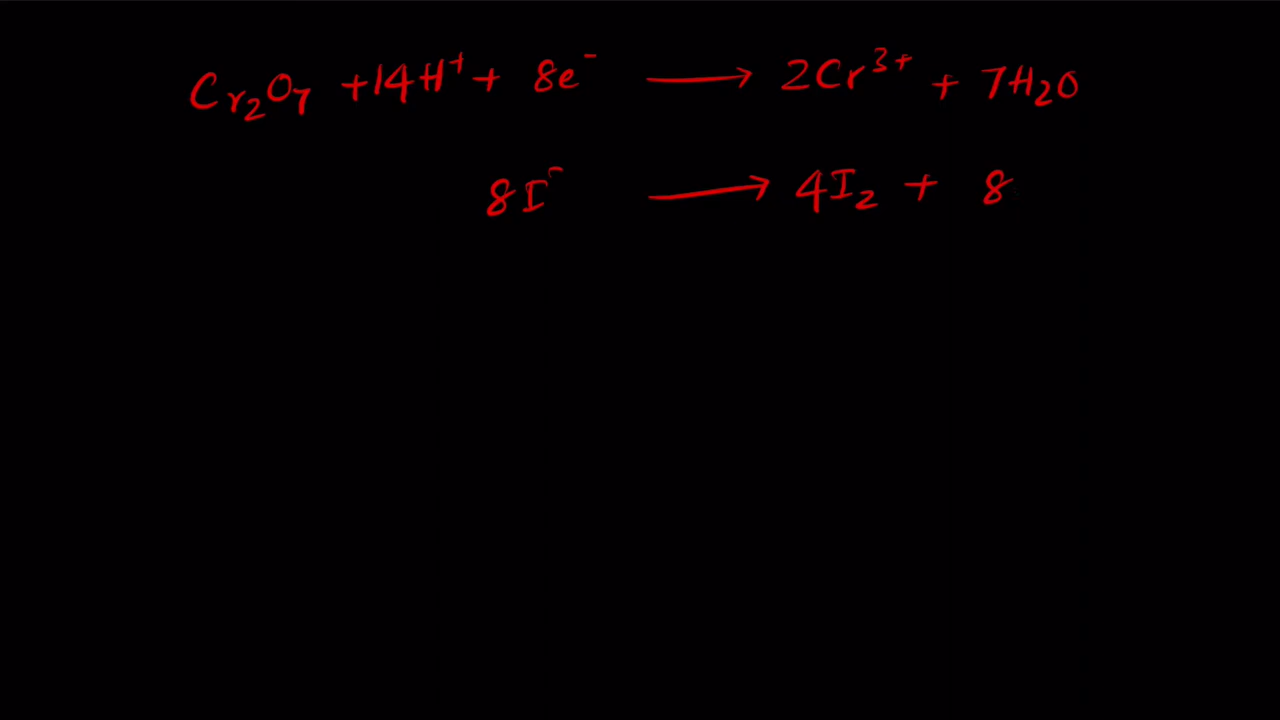 Cr₂O₇ + 14H⁺ + 8e⁻ ⟶ 2Cr³⁺ + 7H₂O
8I⁻ ⟶ 4I₂ + 8